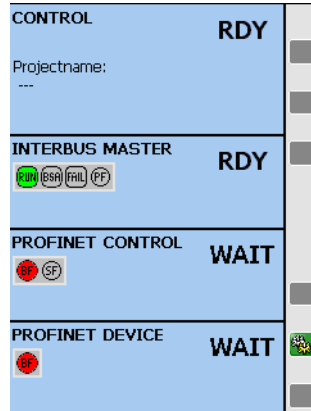 CONTROL
RDY
Projectname:
---
INTERBUS MASTER
RDY
RUN BSA FAIL PF
PROFINET CONTROL
WAIT
BF SF
PROFINET DEVICE
WAIT
BF